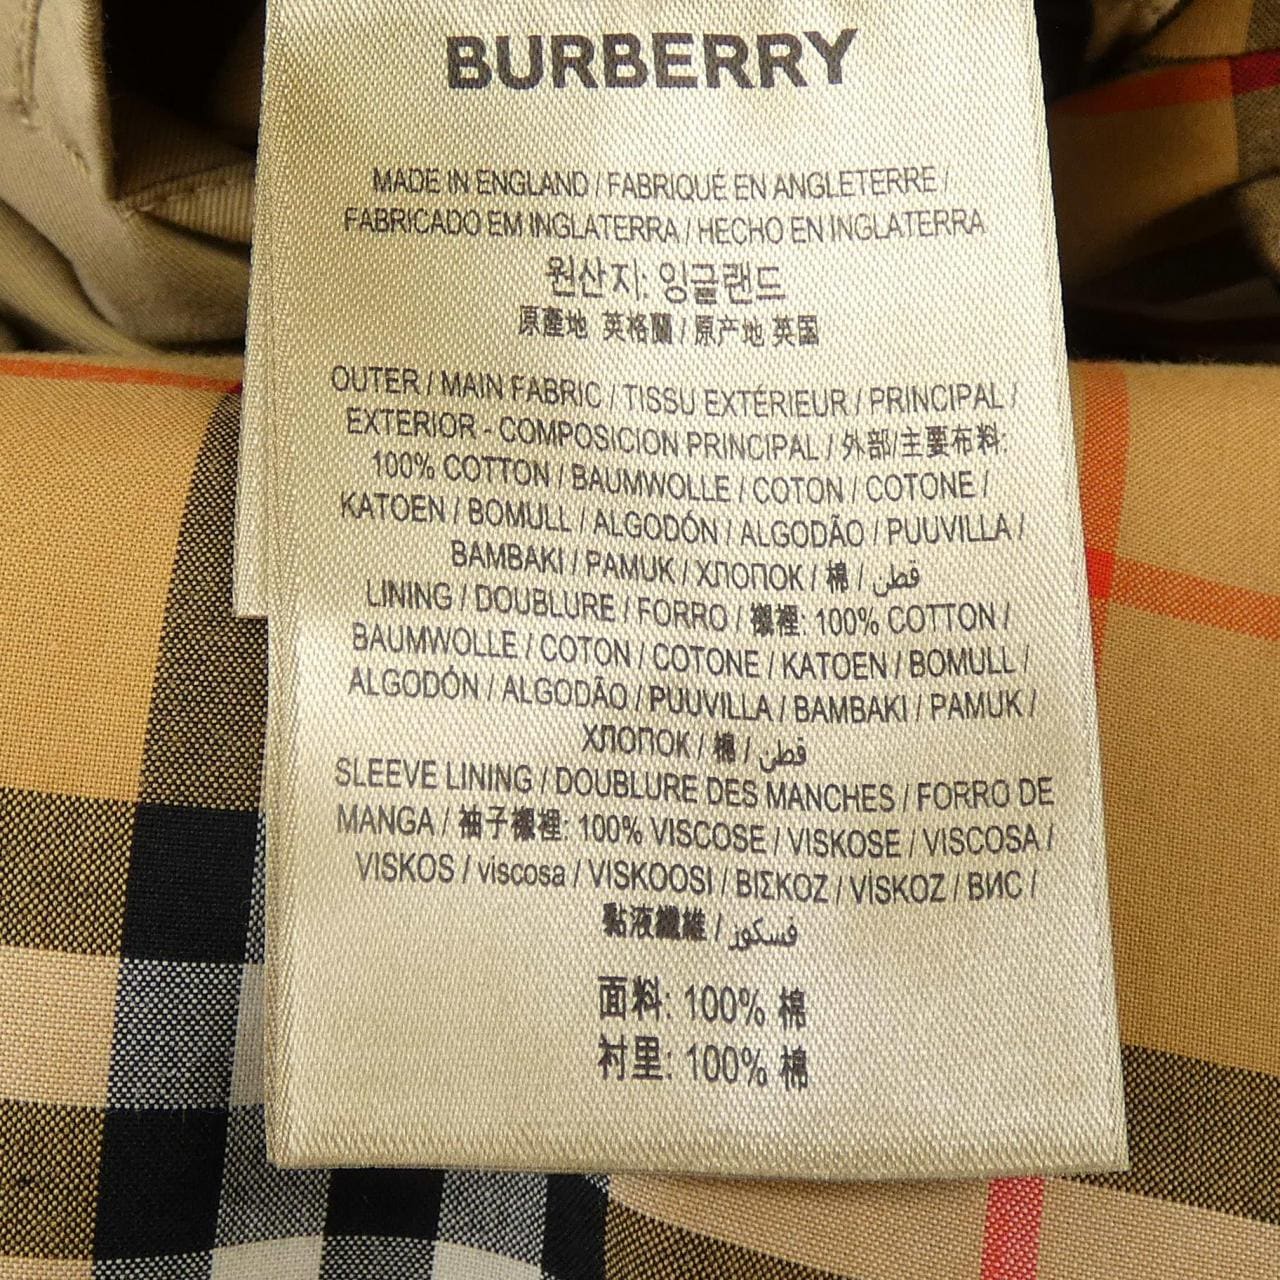 BURBERRY
MADE IN ENGLAND / FABRIQUÉ EN ANGLETERRE /
FABRICADO EM INGLATERRA / HECHO EN INGLATERRA
원산지: 잉글랜드
原產地 英格蘭 / 原产地 英国
OUTER / MAIN FABRIC / TISSU EXTÉRIEUR / PRINCIPAL /
EXTERIOR - COMPOSICION PRINCIPAL / 外部/主要布料:
100% COTTON / BAUMWOLLE / COTON / COTONE /
KATOEN / BOMULL / ALGODÓN / ALGODÃO / PUUVILLA /
BAMBAKI / PAMUK / ХЛОПОК / 棉 / قطن
LINING / DOUBLURE / FORRO / 襯裡: 100% COTTON /
BAUMWOLLE / COTON / COTONE / KATOEN / BOMULL /
ALGODÓN / ALGODÃO / PUUVILLA / BAMBAKI / PAMUK /
ХЛОПОК / 棉 / قطن
SLEEVE LINING / DOUBLURE DES MANCHES / FORRO DE
MANGA / 袖子襯裡: 100% VISCOSE / VISKOSE / VISCOSA /
VISKOS / viscosa / VISKOOSI / ΒΙΣΚΟΖ / VİSKOZ / ВИС /
黏液纖維 / فسكوز
面料: 100% 棉
衬里: 100% 棉